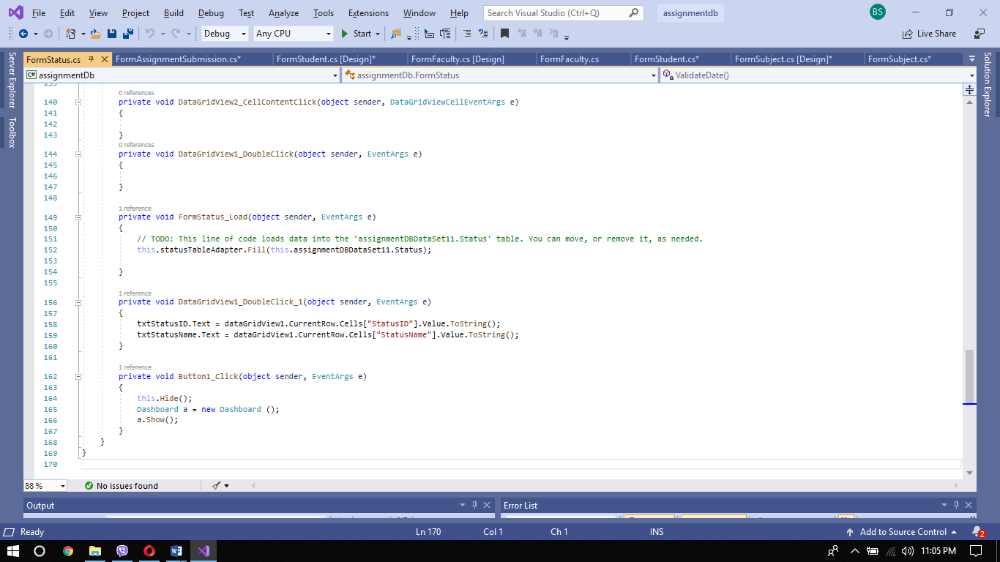 File Edit View Project Build Debug Test Analyze Tools Extensions Window Help Search Visual Studio (Ctrl+Q) assignmentdb BS
Debug Any CPU Start Live Share
FormStatus.cs FormAssignmentSubmission.cs* FormStudent.cs [Design]* FormFaculty.cs [Design] FormFaculty.cs FormStudent.cs* FormSubject.cs [Design]* FormSubject.cs*
Server Explorer
Toolbox
Solution Explorer
C# assignmentDb assignmentDb.FormStatus ValidateDate()
139
0 references
140 private void DataGridView2_CellContentClick(object sender, DataGridViewCellEventArgs e)
141 {
142
143 }
0 references
144 private void DataGridView1_DoubleClick(object sender, EventArgs e)
145 {
146
147 }
148
1 reference
149 private void FormStatus_Load(object sender, EventArgs e)
150 {
151 // TODO: This line of code loads data into the 'assignmentDBDataSet11.Status' table. You can move, or remove it, as needed.
152 this.statusTableAdapter.Fill(this.assignmentDBDataSet11.Status);
153
154 }
155
1 reference
156 private void DataGridView1_DoubleClick_1(object sender, EventArgs e)
157 {
158 txtStatusID.Text = dataGridView1.CurrentRow.Cells["StatusID"].Value.ToString();
159 txtStatusName.Text = dataGridView1.CurrentRow.Cells["StatusName"].Value.ToString();
160 }
161
1 reference
162 private void Button1_Click(object sender, EventArgs e)
163 {
164 this.Hide();
165 Dashboard a = new Dashboard ();
166 a.Show();
167 }
168 }
169 }
170
88 % No issues found
Output Error List
Ready Ln 170 Col 1 Ch 1 INS Add to Source Control 2
11:05 PM